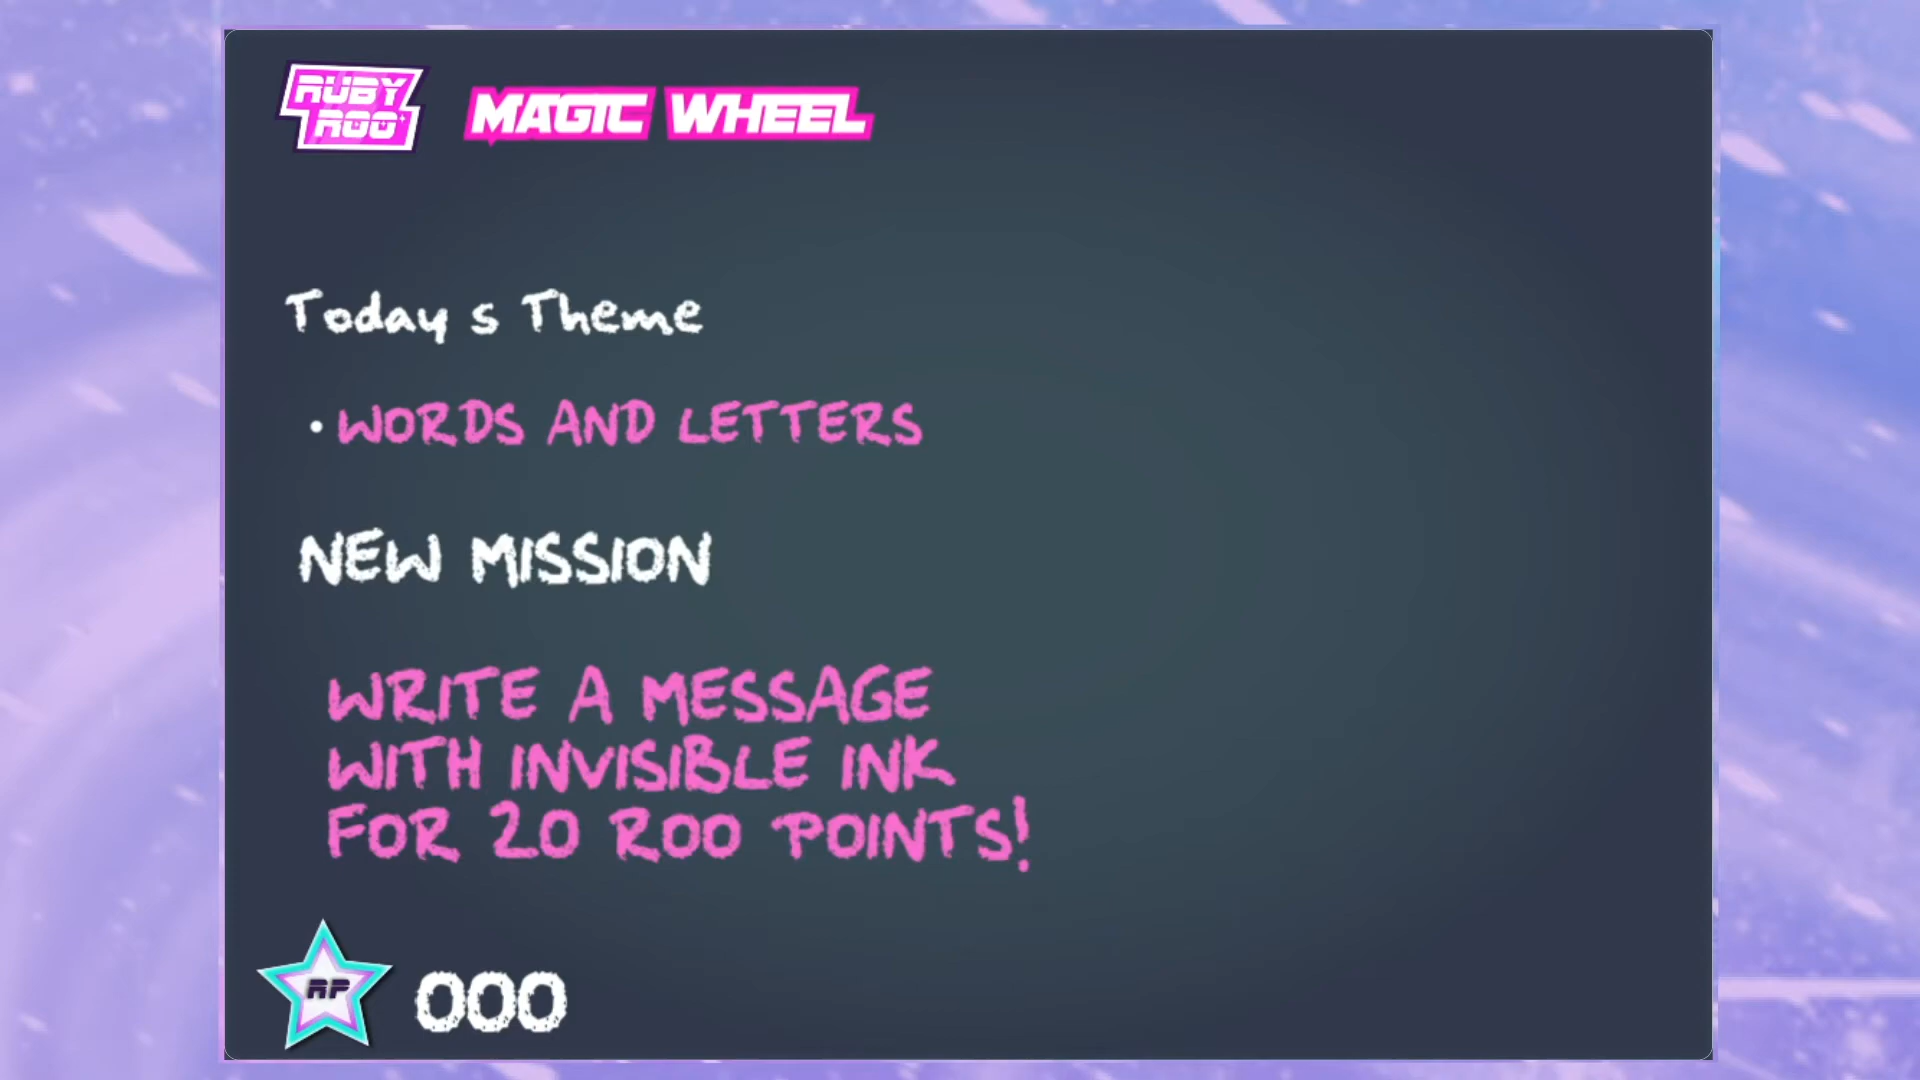 RUBY
ROO
MAGIC WHEEL
Today s Theme
• WORDS AND LETTERS
NEW MISSION
WRITE A MESSAGE
WITH INVISIBLE INK
FOR 20 ROO POINTS!
RP
000